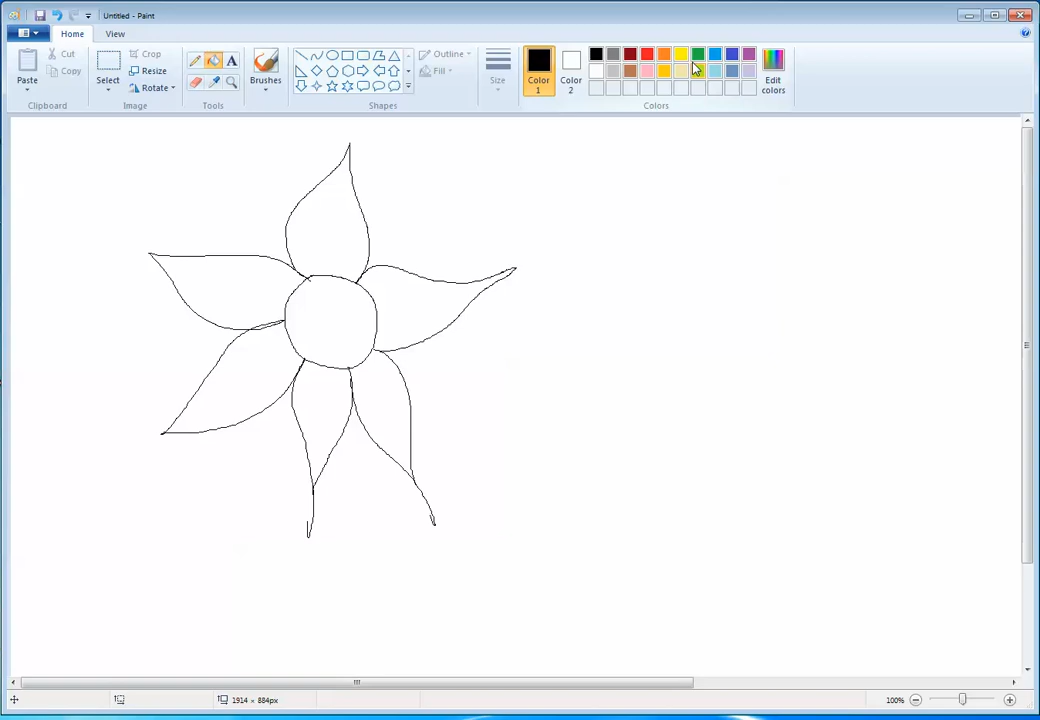 Untitled - Paint
Home View
Paste
Cut
Copy
Clipboard
Select
Crop
Resize
Rotate
Image
A
Tools
Brushes
Outline
Fill
Shapes
Size
Color 1
Color 2
Edit colors
Colors
1914 × 884px
100%